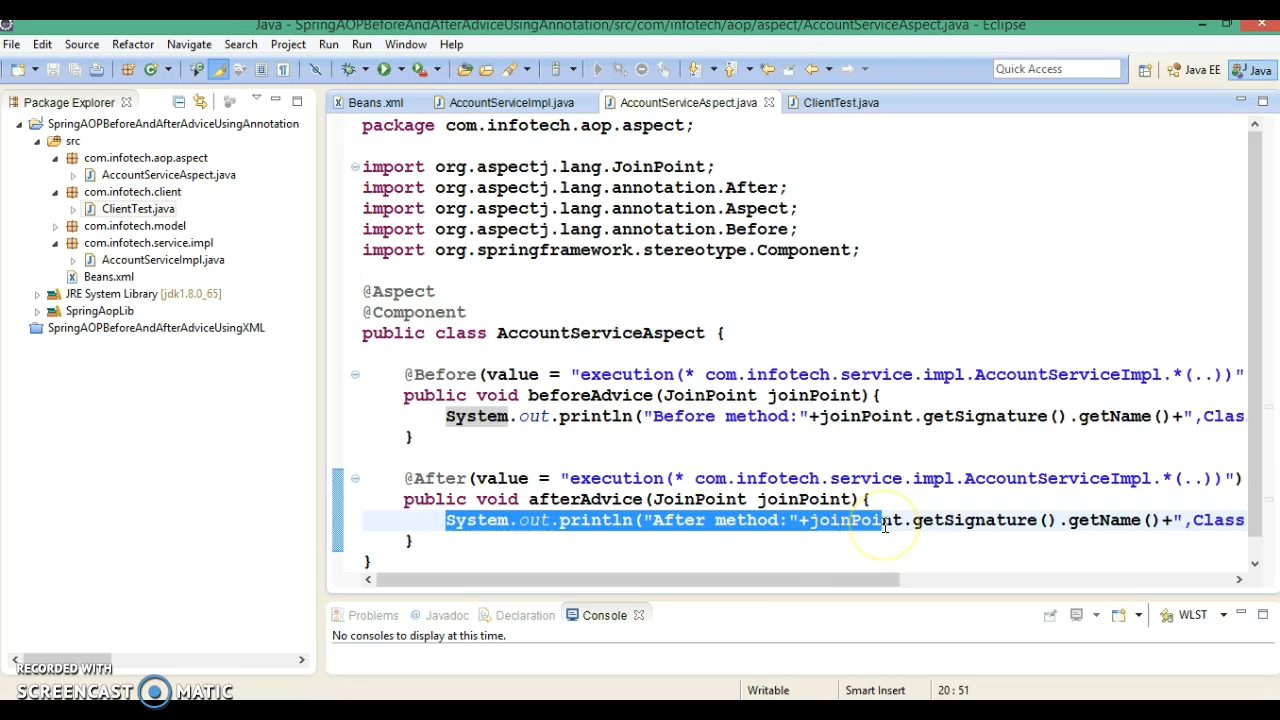 Java - SpringAOPBeforeAndAfterAdviceUsingAnnotation/src/com/infotech/aop/aspect/AccountServiceAspect.java - Eclipse
File Edit Source Refactor Navigate Search Project Run Run Window Help
Quick Access Java EE Java
Package Explorer
SpringAOPBeforeAndAfterAdviceUsingAnnotation
src
com.infotech.aop.aspect
AccountServiceAspect.java
com.infotech.client
ClientTest.java
com.infotech.model
com.infotech.service.impl
AccountServiceImpl.java
Beans.xml
JRE System Library [jdk1.8.0_65]
SpringAopLib
SpringAOPBeforeAndAfterAdviceUsingXML
Beans.xml AccountServiceImpl.java AccountServiceAspect.java ClientTest.java
package com.infotech.aop.aspect;
import org.aspectj.lang.JoinPoint;
import org.aspectj.lang.annotation.After;
import org.aspectj.lang.annotation.Aspect;
import org.aspectj.lang.annotation.Before;
import org.springframework.stereotype.Component;
@Aspect
@Component
public class AccountServiceAspect {
@Before(value = "execution(* com.infotech.service.impl.AccountServiceImpl.*(..))"
public void beforeAdvice(JoinPoint joinPoint){
System.out.println("Before method:"+joinPoint.getSignature().getName()+",Clas
}
@After(value = "execution(* com.infotech.service.impl.AccountServiceImpl.*(..))")
public void afterAdvice(JoinPoint joinPoint){
System.out.println("After method:"+joinPoint.getSignature().getName()+",Class
}
}
Problems Javadoc Declaration Console WLST
No consoles to display at this time.
Writable Smart Insert 20 : 51
RECORDED WITH
SCREENCAST MATIC